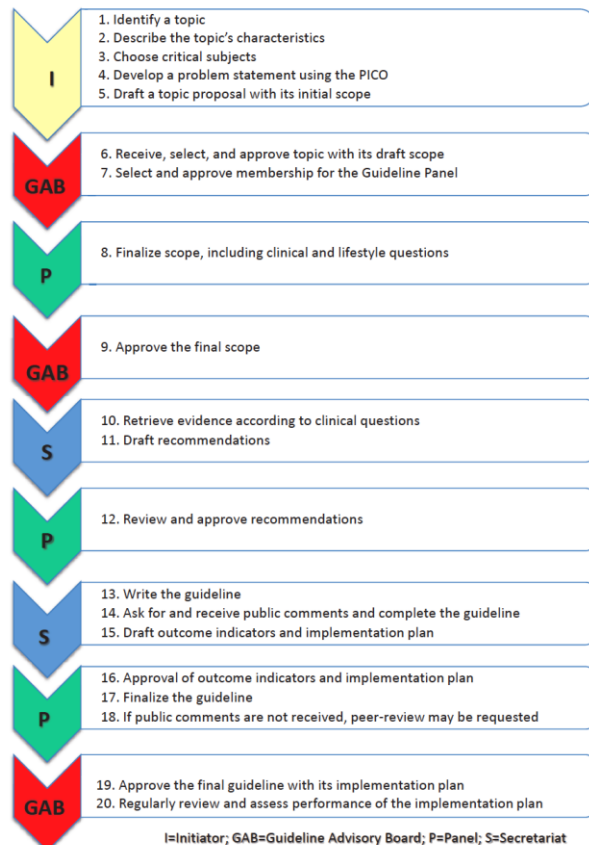 I
1. Identify a topic
2. Describe the topic's characteristics
3. Choose critical subjects
4. Develop a problem statement using the PICO
5. Draft a topic proposal with its initial scope
GAB
6. Receive, select, and approve topic with its draft scope
7. Select and approve membership for the Guideline Panel
P
8. Finalize scope, including clinical and lifestyle questions
GAB
9. Approve the final scope
S
10. Retrieve evidence according to clinical questions
11. Draft recommendations
P
12. Review and approve recommendations
S
13. Write the guideline
14. Ask for and receive public comments and complete the guideline
15. Draft outcome indicators and implementation plan
P
16. Approval of outcome indicators and implementation plan
17. Finalize the guideline
18. If public comments are not received, peer-review may be requested
GAB
19. Approve the final guideline with its implementation plan
20. Regularly review and assess performance of the implementation plan
I=Initiator; GAB=Guideline Advisory Board; P=Panel; S=Secretariat